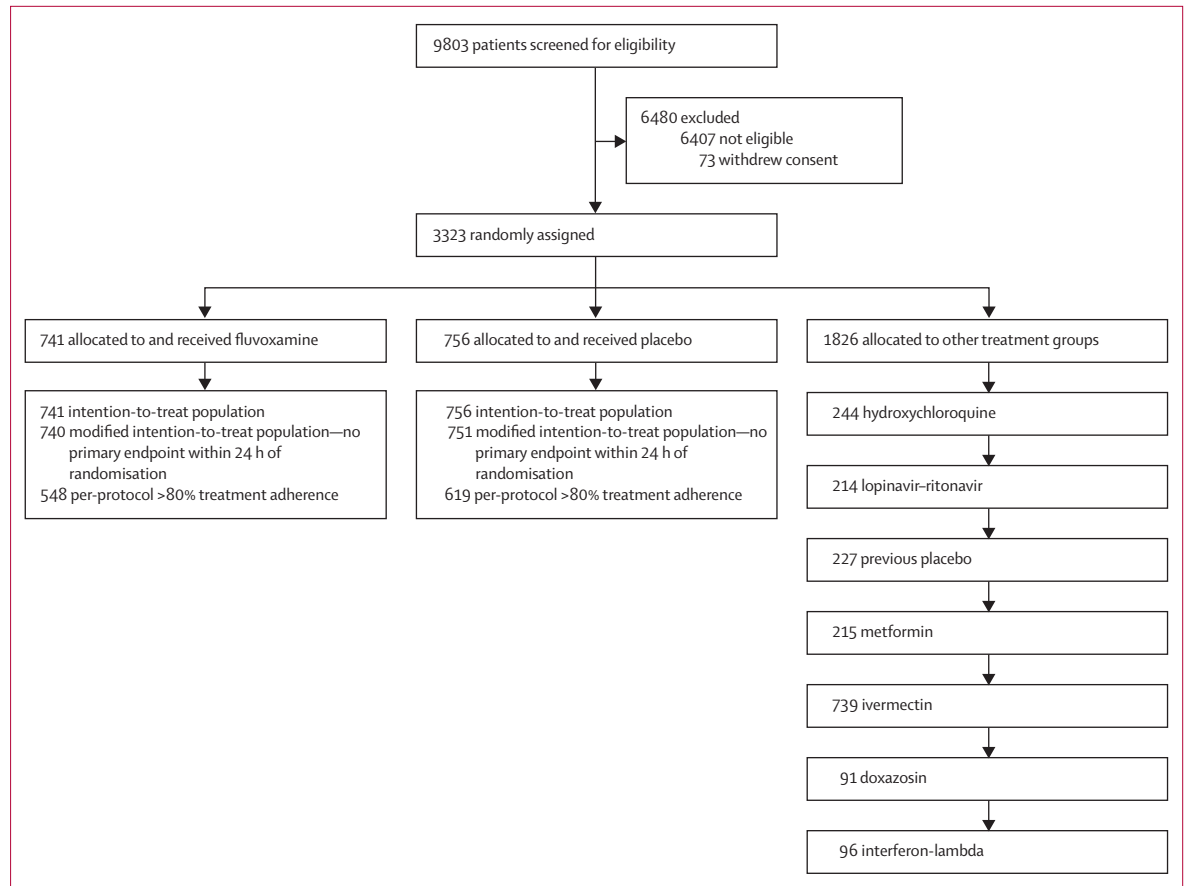 9803 patients screened for eligibility
6480 excluded
6407 not eligible
73 withdrew consent
3323 randomly assigned
741 allocated to and received fluvoxamine
756 allocated to and received placebo
1826 allocated to other treatment groups
741 intention-to-treat population
740 modified intention-to-treat population—no
primary endpoint within 24 h of
randomisation
548 per-protocol >80% treatment adherence
756 intention-to-treat population
751 modified intention-to-treat population—no
primary endpoint within 24 h of
randomisation
619 per-protocol >80% treatment adherence
244 hydroxychloroquine
214 lopinavir–ritonavir
227 previous placebo
215 metformin
739 ivermectin
91 doxazosin
96 interferon-lambda